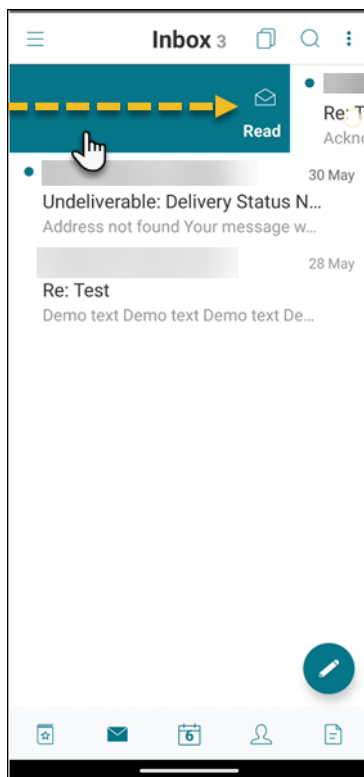 Inbox 3
Read
Re: T
Ackno
30 May
Undeliverable: Delivery Status N...
Address not found Your message w...
28 May
Re: Test
Demo text Demo text Demo text De...
6